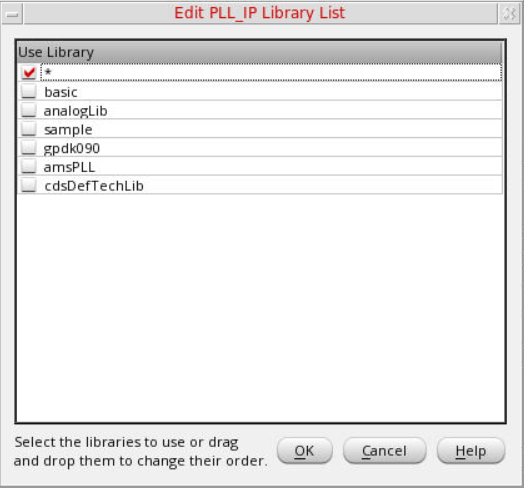 Edit PLL_IP Library List
Use Library
*
basic
analogLib
sample
gpdk090
amsPLL
cdsDefTechLib
Select the libraries to use or drag
and drop them to change their order.
OK Cancel Help